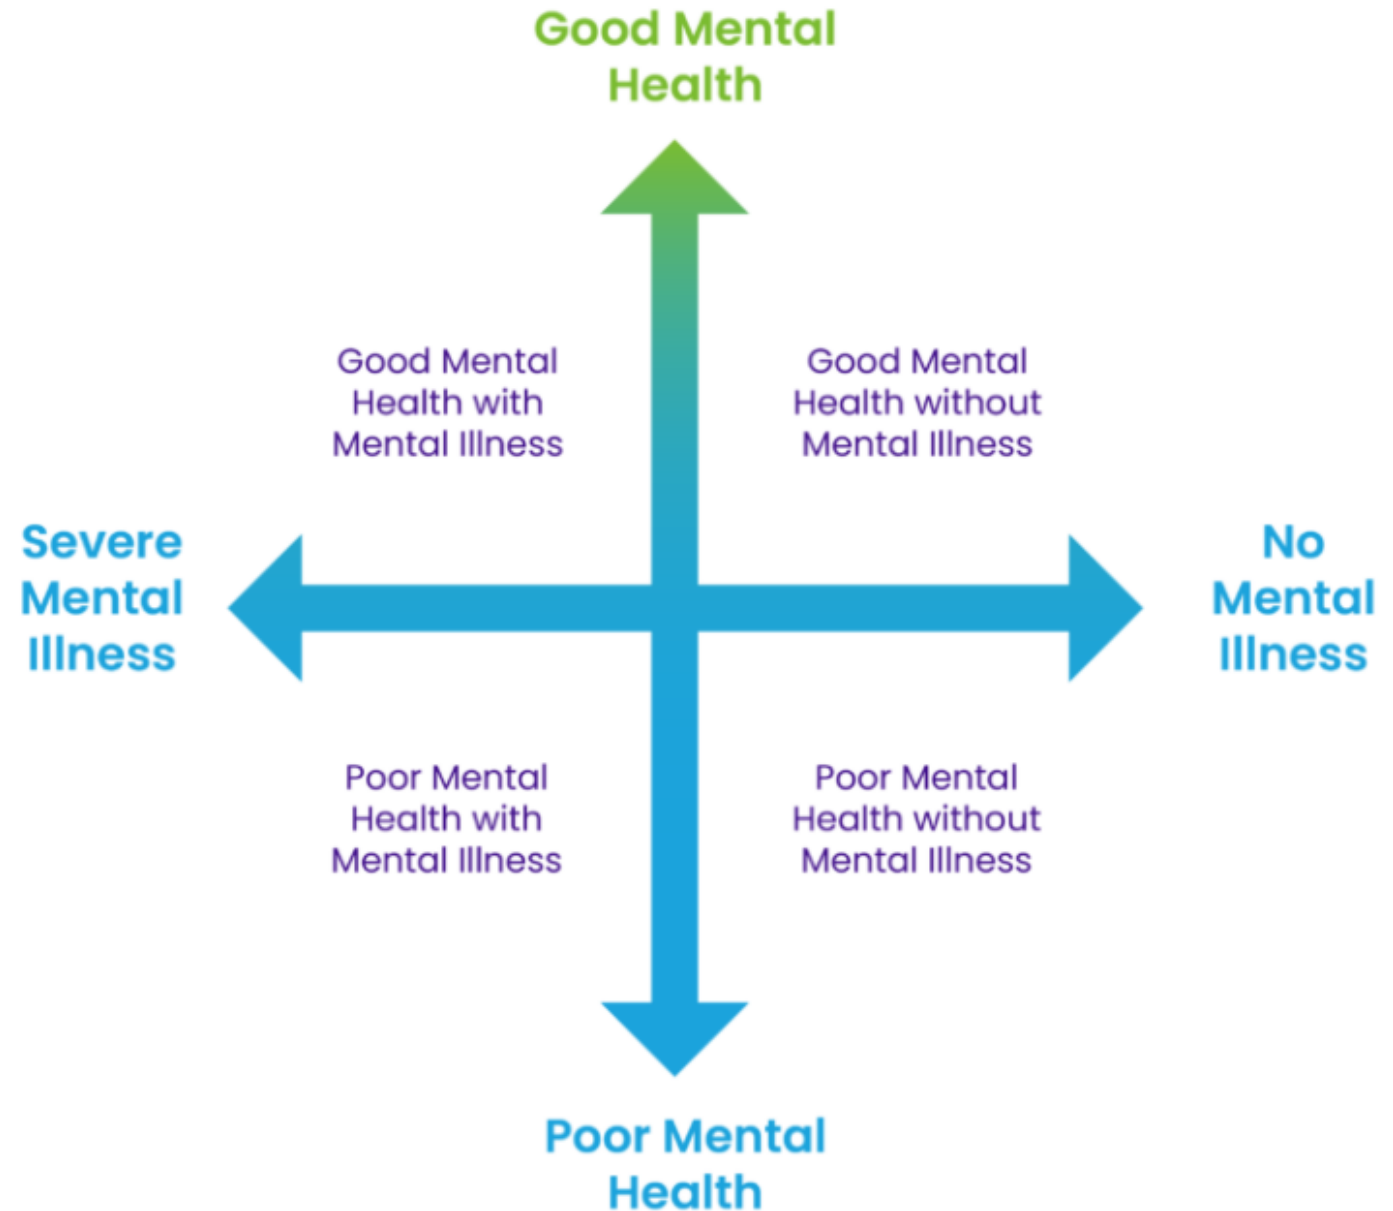 Good Mental
Health
Good Mental
Health with
Mental Illness
Good Mental
Health without
Mental Illness
Severe
Mental
Illness
No
Mental
Illness
Poor Mental
Health with
Mental Illness
Poor Mental
Health without
Mental Illness
Poor Mental
Health